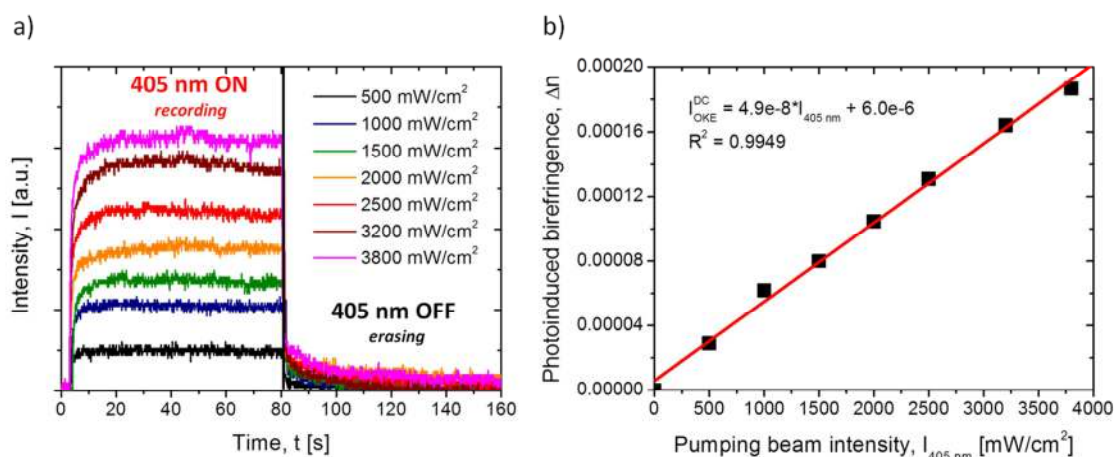 a)
405 nm ON
recording
500 mW/cm²
1000 mW/cm²
1500 mW/cm²
2000 mW/cm²
2500 mW/cm²
3200 mW/cm²
3800 mW/cm²
405 nm OFF
erasing
Intensity, I [a.u.]
0 20 40 60 80 100 120 140 160
Time, t [s]
b)
Photoinduced birefringence, Δn
0.00020
0.00016
0.00012
0.00008
0.00004
0.00000
I_OKE^DC = 4.9e-8*I_405 nm + 6.0e-6
R² = 0.9949
0 500 1000 1500 2000 2500 3000 3500 4000
Pumping beam intensity, I_405 nm [mW/cm²]